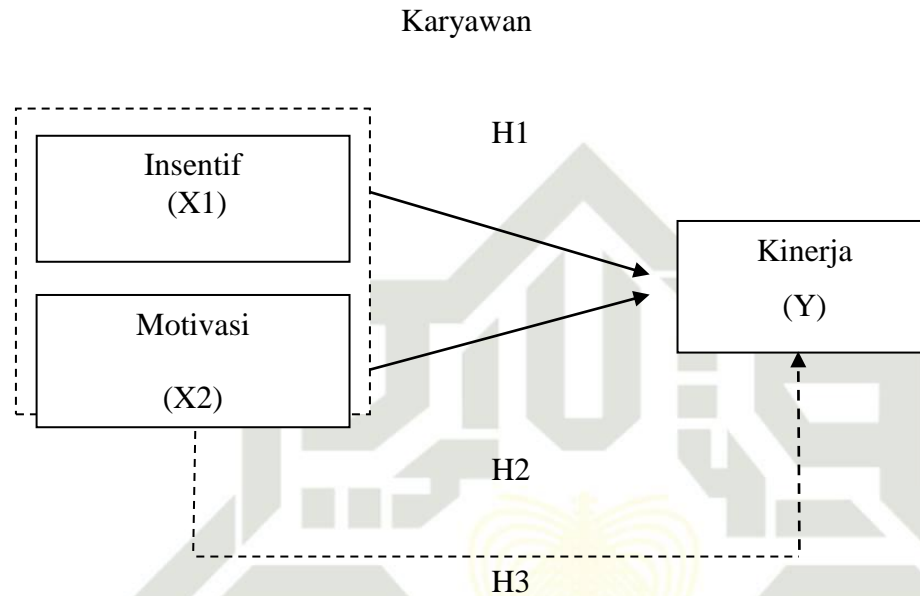 Karyawan
H1
Insentif
(X1)
Kinerja
(Y)
Motivasi
(X2)
H2
H3